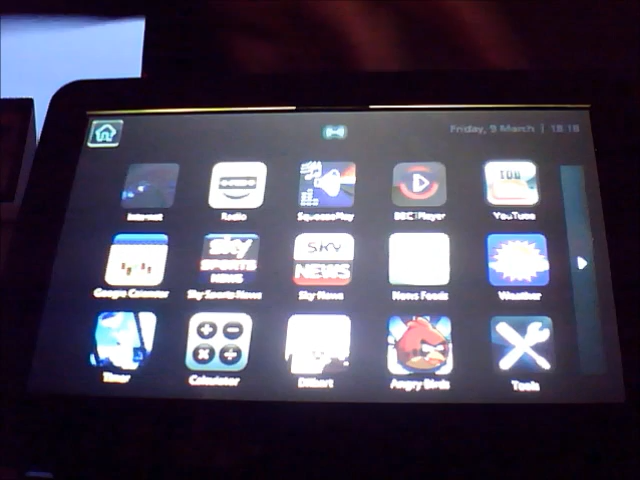 Friday, 9 March | 18:18
Internet
Radio
SqueezePlay
BBC iPlayer
YouTube
Google Calendar
Sky Sports News
Sky News
News Feeds
Weather
Timer
Calculator
Dilbert
Angry Birds
Tools
sky
SPORTS
NEWS
sky
NEWS
You